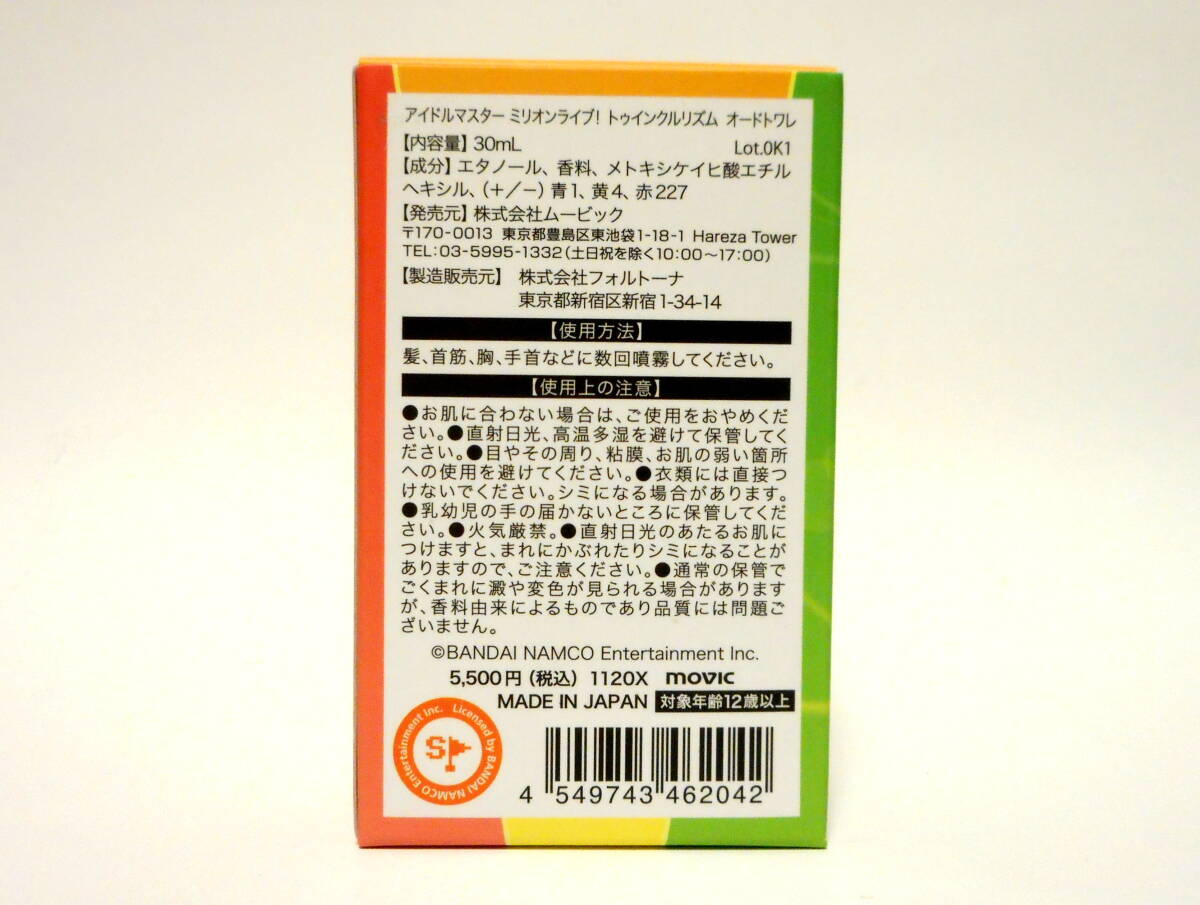 アイドルマスター ミリオンライブ! トゥインクルリズム オードトワレ
【内容量】30mL Lot.0K1
【成分】エタノール、香料、メトキシケイヒ酸エチル
ヘキシル、(+/−)青1、黄4、赤227
【発売元】株式会社ムービック
〒170-0013 東京都豊島区東池袋1-18-1 Hareza Tower
TEL:03-5995-1332(土日祝を除く10:00〜17:00)
【製造販売元】 株式会社フォルトーナ
東京都新宿区新宿1-34-14
【使用方法】
髪、首筋、胸、手首などに数回噴霧してください。
【使用上の注意】
●お肌に合わない場合は、ご使用をおやめくだ
さい。●直射日光、高温多湿を避けて保管してく
ださい。●目やその周り、粘膜、お肌の弱い箇所
への使用を避けてください。●衣類には直接つ
けないでください。シミになる場合があります。
●乳幼児の手の届かないところに保管してくだ
さい。●火気厳禁。●直射日光のあたるお肌に
つけますと、まれにかぶれたりシミになることが
ありますので、ご注意ください。●通常の保管で
ごくまれに澱や変色が見られる場合があります
が、香料由来によるものであり品質には問題ご
ざいません。
©BANDAI NAMCO Entertainment Inc.
5,500円(税込) 1120X movic
MADE IN JAPAN 対象年齢12歳以上
Licensed by BANDAI NAMCO Entertainment Inc.
S
4 549743 462042